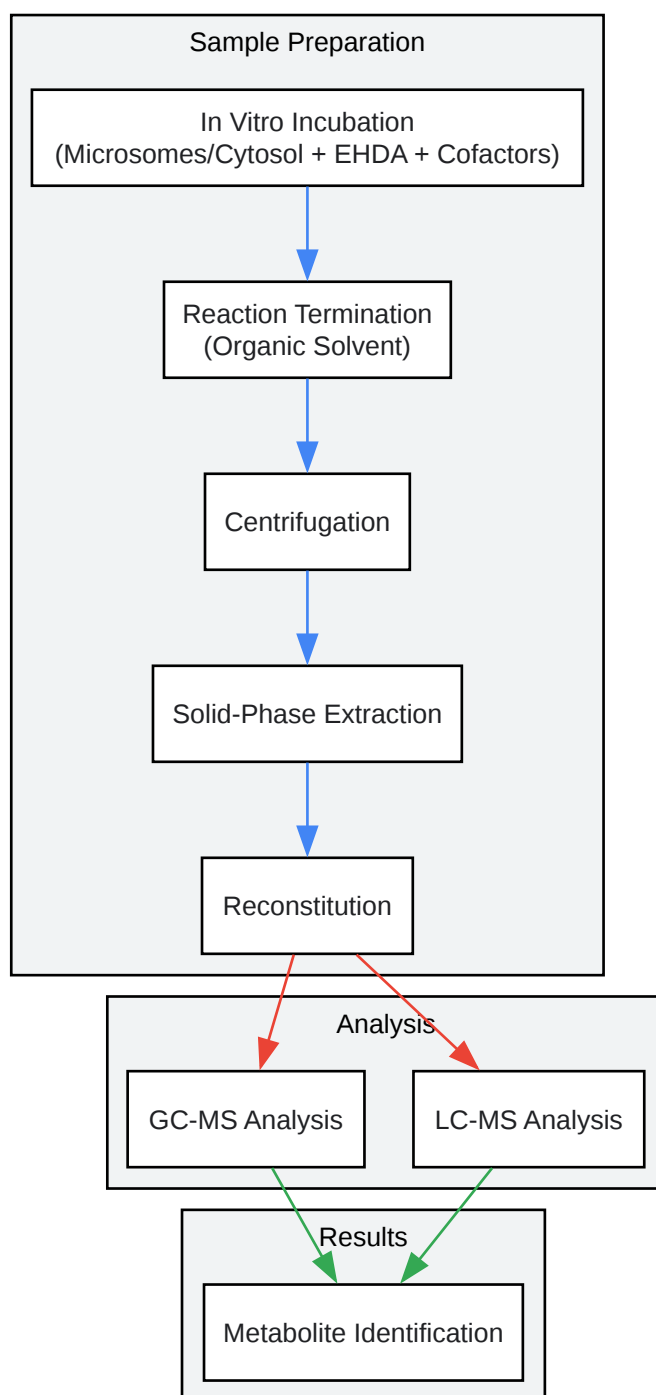 Sample Preparation
In Vitro Incubation
(Microsomes/Cytosol + EHDA + Cofactors)
Reaction Termination
(Organic Solvent)
Centrifugation
Solid-Phase Extraction
Reconstitution
Analysis
GC-MS Analysis
LC-MS Analysis
Results
Metabolite Identification